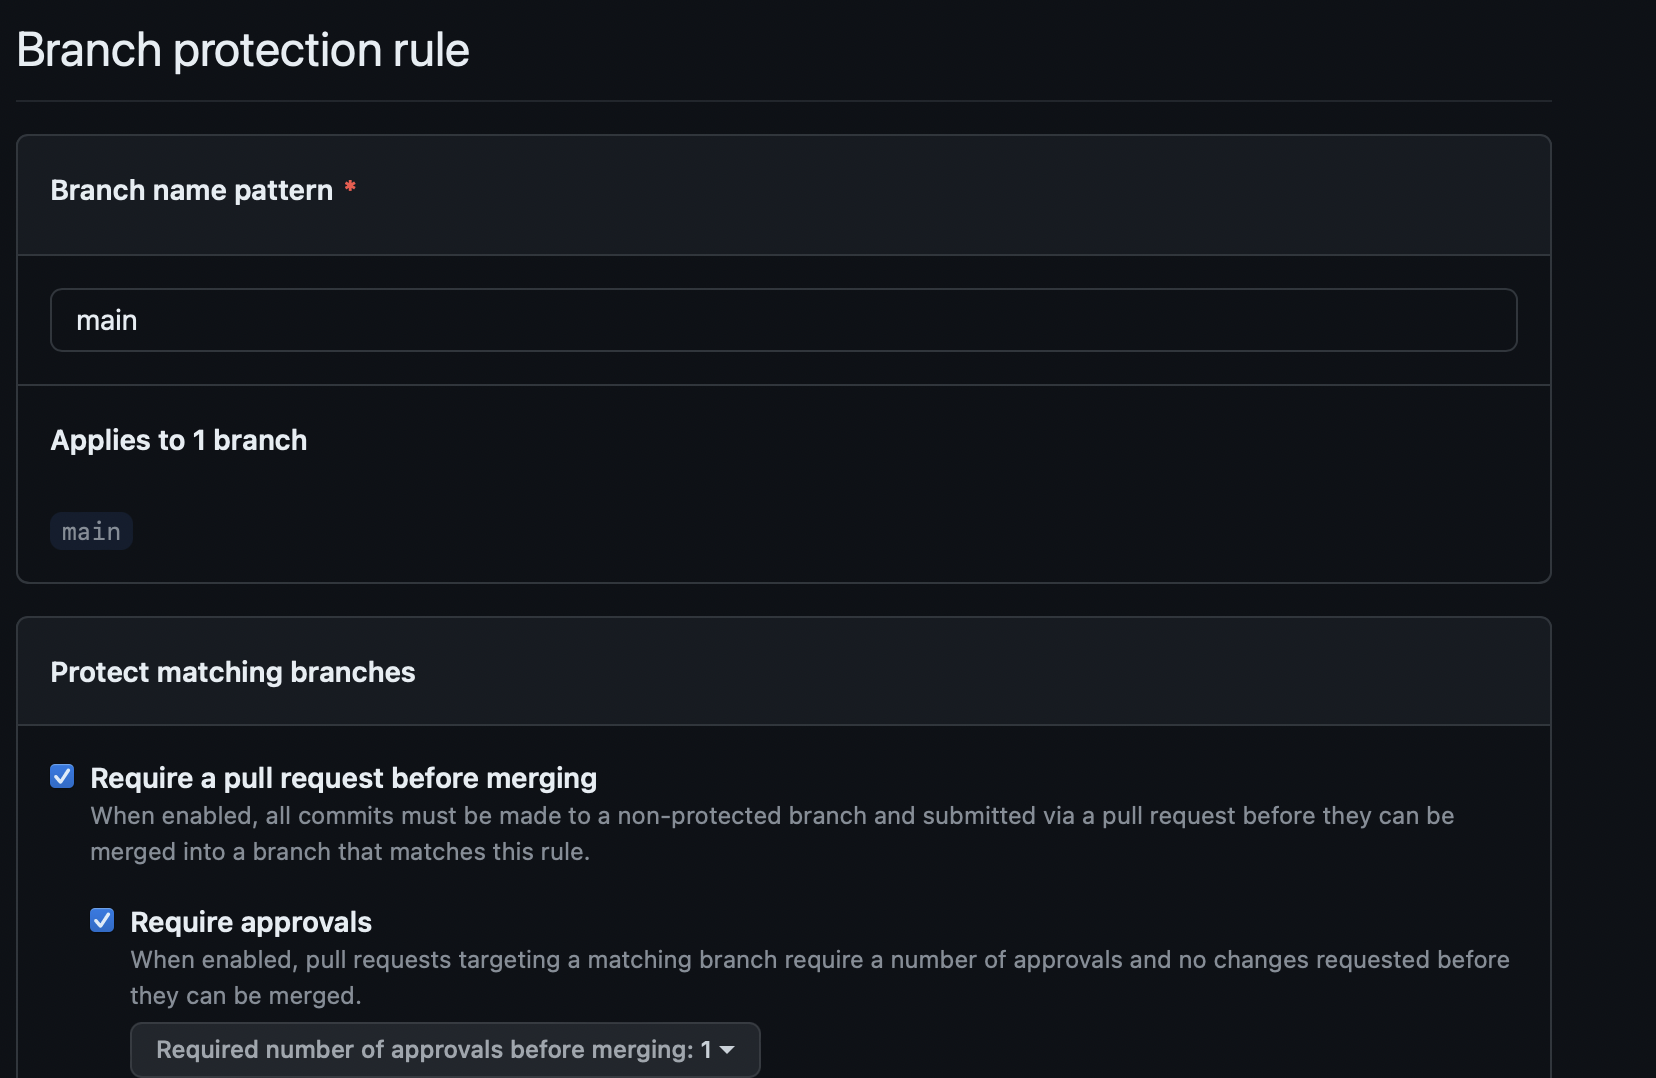 Branch protection rule
Branch name pattern *
main
Applies to 1 branch
main
Protect matching branches
Require a pull request before merging
When enabled, all commits must be made to a non-protected branch and submitted via a pull request before they can be
merged into a branch that matches this rule.
Require approvals
When enabled, pull requests targeting a matching branch require a number of approvals and no changes requested before
they can be merged.
Required number of approvals before merging: 1